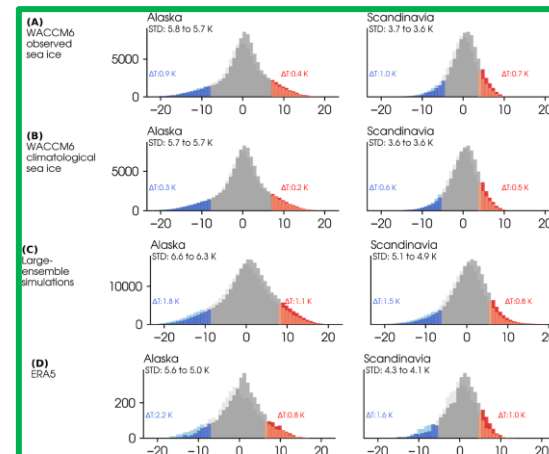 (A)
WACCM6
observed
sea ice
Alaska
STD: 5.8 to 5.7 K
5000
0
ΔT:0.9 K
ΔT:0.4 K
−20 −10 0 10 20
Scandinavia
STD: 3.7 to 3.6 K
ΔT:1.0 K
ΔT:0.7 K
−20 −10 0 10 20
(B)
WACCM6
climatological
sea ice
Alaska
STD: 5.7 to 5.7 K
5000
0
ΔT:0.3 K
ΔT:0.2 K
−20 −10 0 10 20
Scandinavia
STD: 3.6 to 3.6 K
ΔT:0.6 K
ΔT:0.5 K
−20 −10 0 10 20
(C)
Large-
ensemble
simulations
Alaska
STD: 6.6 to 6.3 K
10000
0
ΔT:1.8 K
ΔT:1.1 K
−20 −10 0 10 20
Scandinavia
STD: 5.1 to 4.9 K
ΔT:1.5 K
ΔT:0.8 K
−20 −10 0 10 20
(D)
ERA5
Alaska
STD: 5.6 to 5.0 K
200
0
ΔT:2.2 K
ΔT:0.8 K
−20 −10 0 10 20
Scandinavia
STD: 4.3 to 4.1 K
ΔT:1.6 K
ΔT:1.0 K
−20 −10 0 10 20